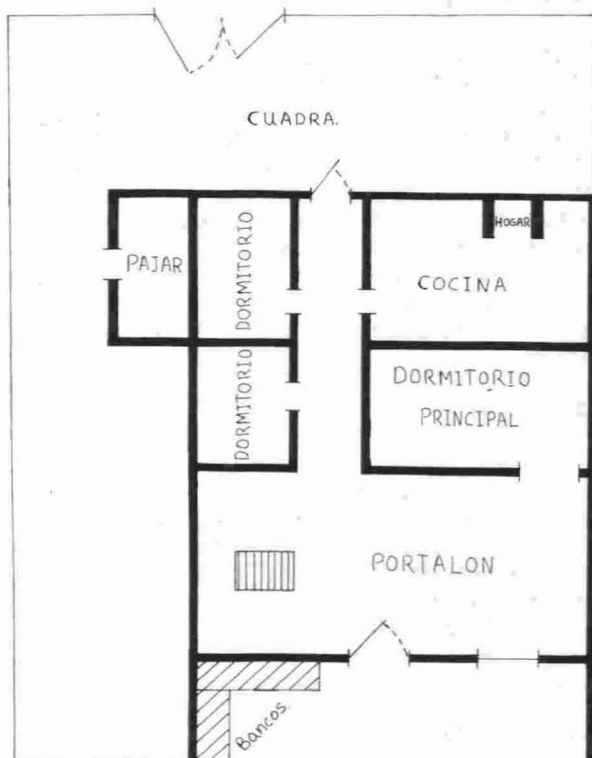 CUADRA.
HOGAR
PAJAR
DORMITORIO
COCINA
DORMITORIO
DORMITORIO
PRINCIPAL
PORTALON
Bancos.